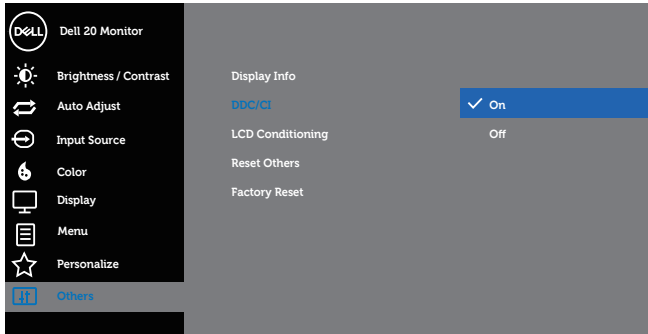 DELL
Dell 20 Monitor
Brightness / Contrast
Auto Adjust
Input Source
Color
Display
Menu
Personalize
Others
Display Info
DDC/CI
LCD Conditioning
Reset Others
Factory Reset
On
Off